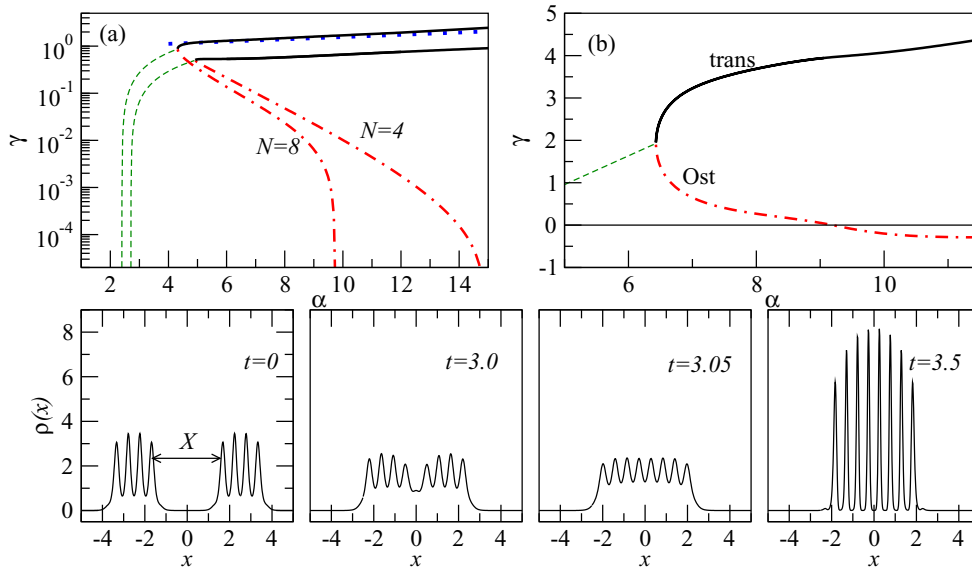 (a)
10^0
10^-1
10^-2
10^-3
10^-4
γ
N=8
N=4
2 4 6 8 10 12 14
α
(b)
5
4
3
2
1
0
-1
γ
trans
Ost
6 8 10
α
8
6
4
2
0
ρ(x)
t=0
X
-4 -2 0 2 4
x
t=3.0
-4 -2 0 2 4
x
t=3.05
-4 -2 0 2 4
x
t=3.5
-4 -2 0 2 4
x